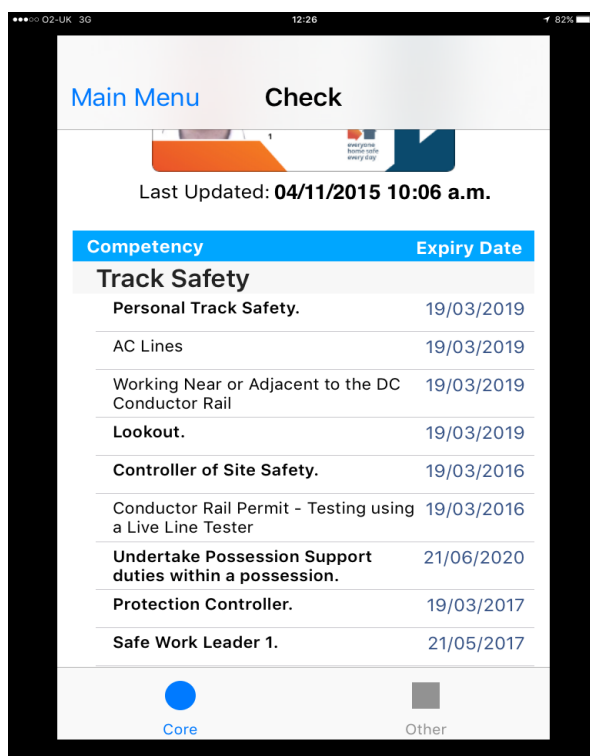 O2-UK 3G 12:26 82%
Main Menu Check
1
everyone
home safe
every day
Last Updated: 04/11/2015 10:06 a.m.
Competency Expiry Date
Track Safety
Personal Track Safety. 19/03/2019
AC Lines 19/03/2019
Working Near or Adjacent to the DC 19/03/2019
Conductor Rail
Lookout. 19/03/2019
Controller of Site Safety. 19/03/2016
Conductor Rail Permit - Testing using 19/03/2016
a Live Line Tester
Undertake Possession Support 21/06/2020
duties within a possession.
Protection Controller. 19/03/2017
Safe Work Leader 1. 21/05/2017
Core Other